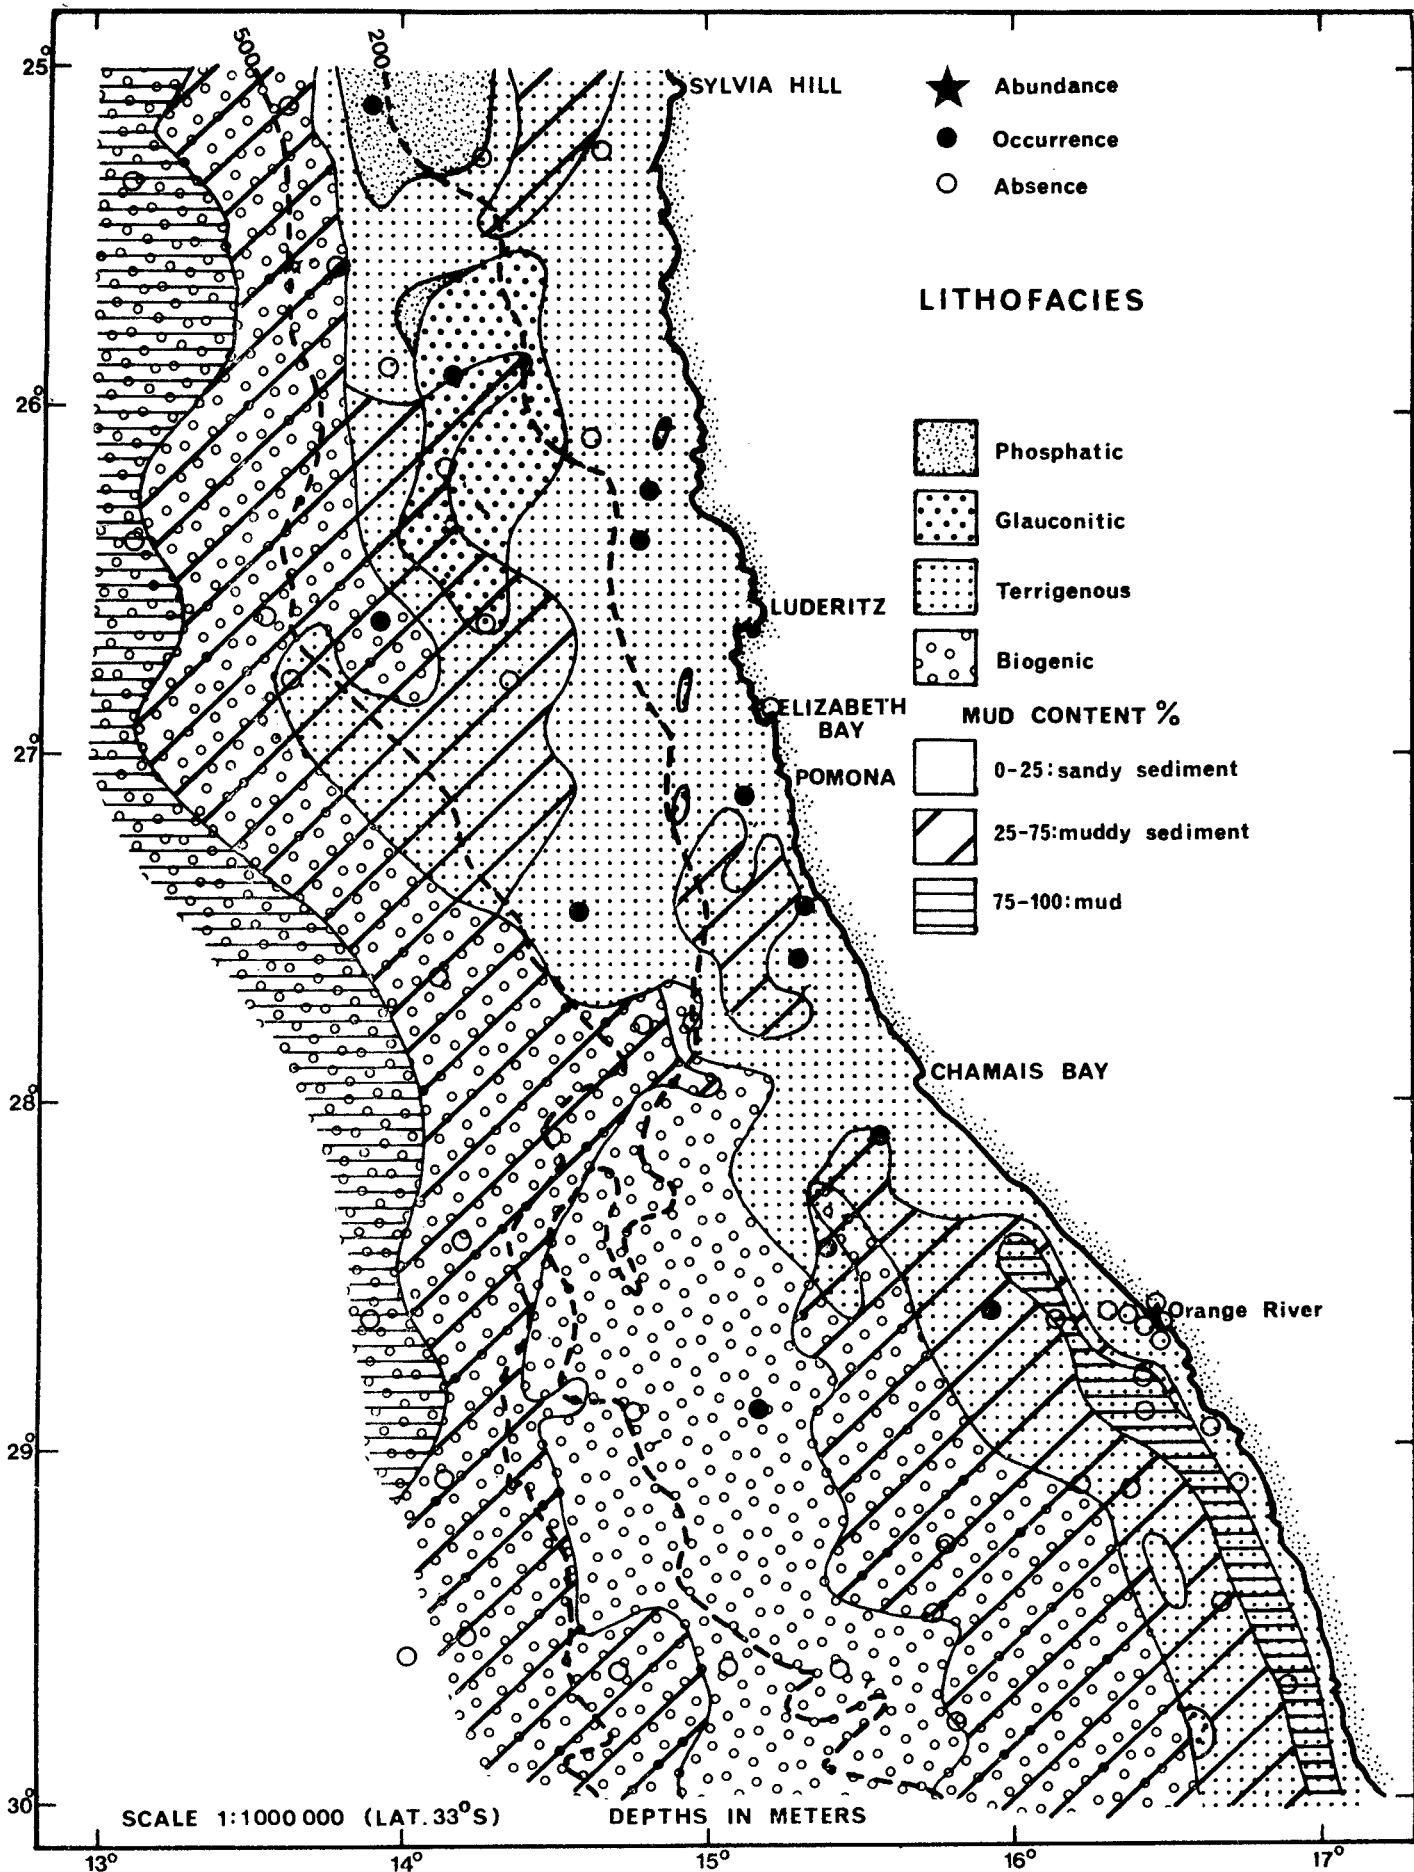 500
200
25°
SYLVIA HILL
Abundance
Occurrence
Absence
LITHOFACIES
26°
Phosphatic
Glauconitic
Terrigenous
LUDERITZ
Biogenic
ELIZABETH
BAY
MUD CONTENT %
27°
POMONA
0-25:sandy sediment
25-75:muddy sediment
75-100:mud
CHAMAIS BAY
28°
Orange River
29°
30°
SCALE 1:1000 000 (LAT.33°S)
DEPTHS IN METERS
13°
14°
15°
16°
17°